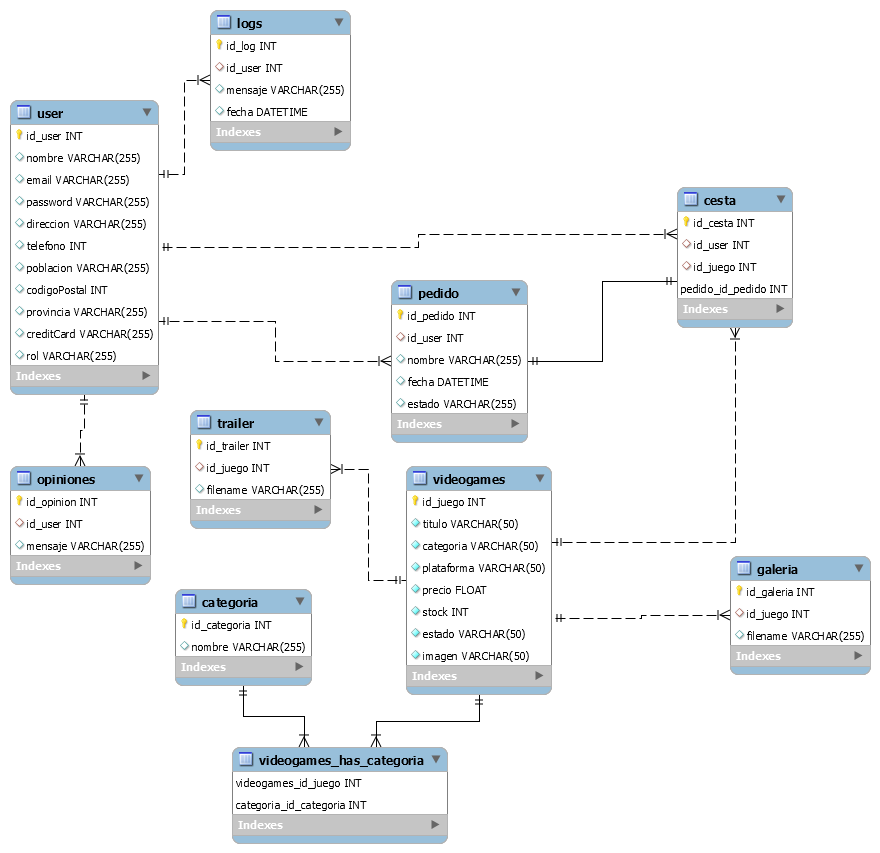 logs
id_log INT
id_user INT
mensaje VARCHAR(255)
fecha DATETIME
Indexes
user
id_user INT
nombre VARCHAR(255)
email VARCHAR(255)
password VARCHAR(255)
direccion VARCHAR(255)
telefono INT
poblacion VARCHAR(255)
codigoPostal INT
provincia VARCHAR(255)
creditCard VARCHAR(255)
rol VARCHAR(255)
Indexes
cesta
id_cesta INT
id_user INT
id_juego INT
pedido_id_pedido INT
Indexes
pedido
id_pedido INT
id_user INT
nombre VARCHAR(255)
fecha DATETIME
estado VARCHAR(255)
Indexes
trailer
id_trailer INT
id_juego INT
filename VARCHAR(255)
Indexes
opiniones
id_opinion INT
id_user INT
mensaje VARCHAR(255)
Indexes
videogames
id_juego INT
titulo VARCHAR(50)
categoria VARCHAR(50)
plataforma VARCHAR(50)
precio FLOAT
stock INT
estado VARCHAR(50)
imagen VARCHAR(50)
Indexes
galeria
id_galeria INT
id_juego INT
filename VARCHAR(255)
Indexes
categoria
id_categoria INT
nombre VARCHAR(255)
Indexes
videogames_has_categoria
videogames_id_juego INT
categoria_id_categoria INT
Indexes